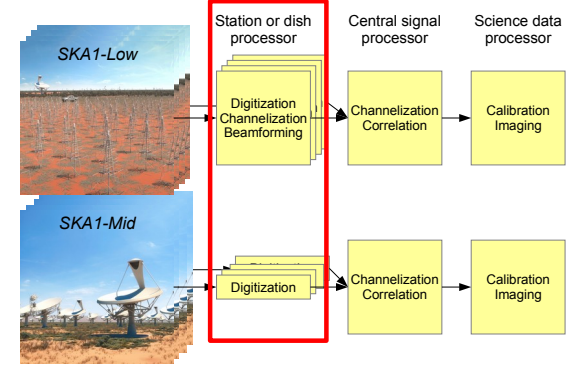 Station or dish
processor
Central signal
processor
Science data
processor
SKA1-Low
Digitization
Channelization
Beamforming
Channelization
Correlation
Calibration
Imaging
SKA1-Mid
Digitization
Channelization
Correlation
Calibration
Imaging